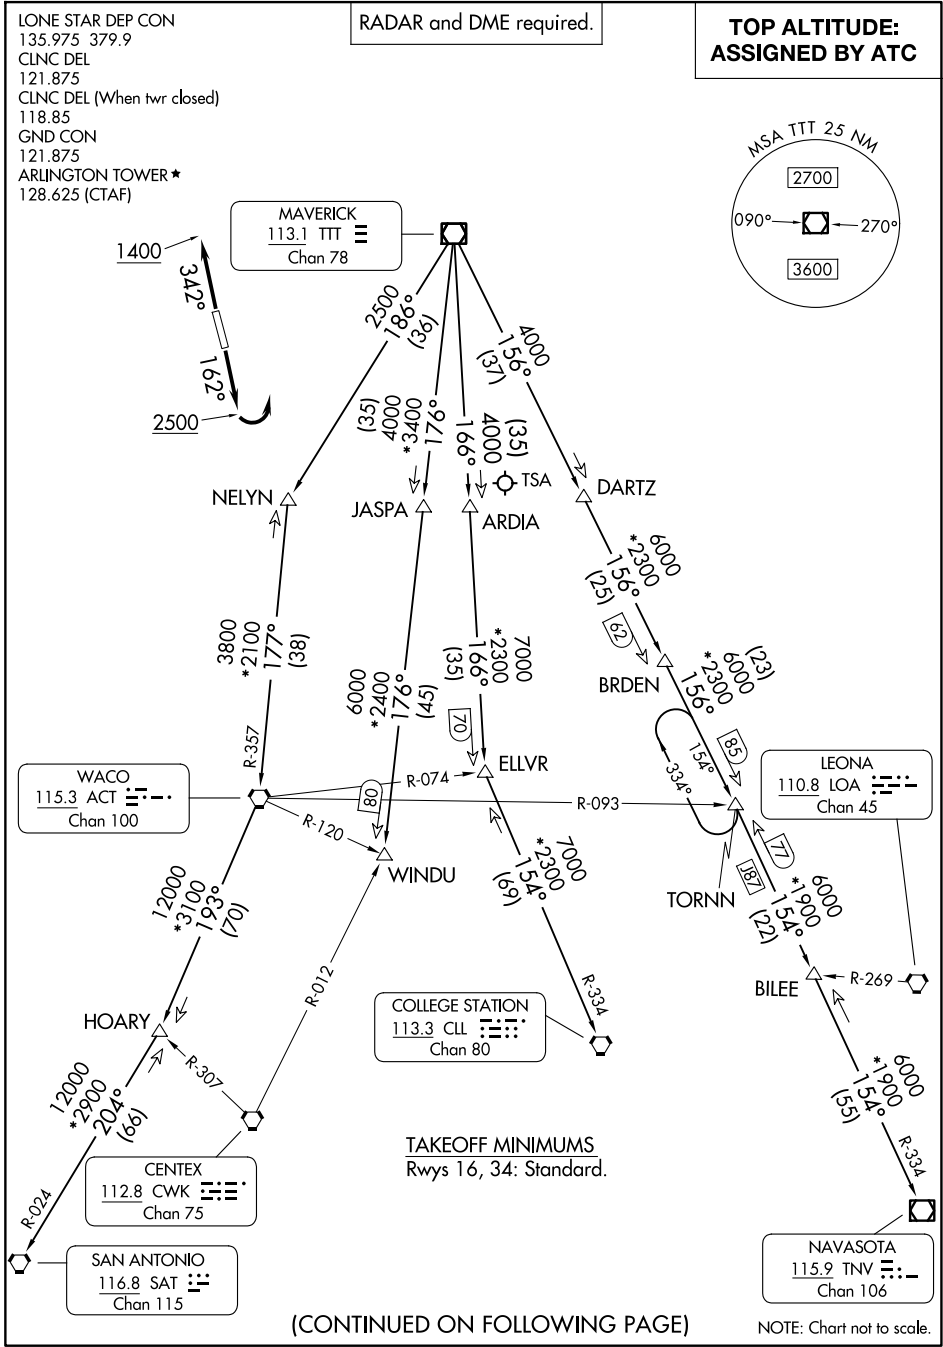 LONE STAR DEP CON
135.975 379.9
CLNC DEL
121.875
CLNC DEL (When twr closed)
118.85
GND CON
121.875
ARLINGTON TOWER★
128.625 (CTAF)
RADAR and DME required.
TOP ALTITUDE:
ASSIGNED BY ATC
MSA TTT 25 NM
2700
090°
270°
3600
MAVERICK
113.1 TTT
Chan 78
1400
342°
162°
2500
2500
186°
(36)
(35)
4000
*3400
176°
(35)
4000
166°
4000
156°
(37)
TSA
NELYN
JASPA
ARDIA
DARTZ
3800
*2100
177°
(38)
R-357
6000
*2400
176°
(45)
80
7000
*2300
166°
(35)
70
6000
*2300
156°
(25)
62
BRDEN
(23)
6000
*2300
156°
85
154°
334°
WACO
115.3 ACT
Chan 100
R-074
ELLVR
R-093
R-120
WINDU
TORNN
LEONA
110.8 LOA
Chan 45
77
J87
6000
*1900
154°
(22)
12000
*3100
193°
(70)
7000
*2300
154°
(69)
R-334
R-012
BILEE
R-269
HOARY
R-307
COLLEGE STATION
113.3 CLL
Chan 80
12000
*2900
204°
(66)
R-024
6000
*1900
154°
(55)
R-334
CENTEX
112.8 CWK
Chan 75
TAKEOFF MINIMUMS
Rwys 16, 34: Standard.
SAN ANTONIO
116.8 SAT
Chan 115
NAVASOTA
115.9 TNV
Chan 106
(CONTINUED ON FOLLOWING PAGE)
NOTE: Chart not to scale.